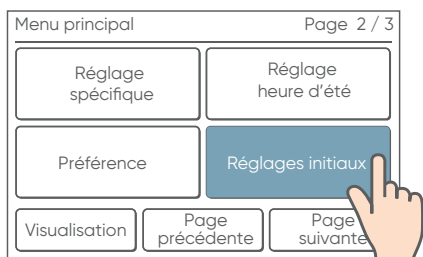 Menu principal Page 2 / 3
Réglage
spécifique
Réglage
heure d'été
Préférence
Réglages initiaux
Visualisation
Page
précédente
Page
suivante